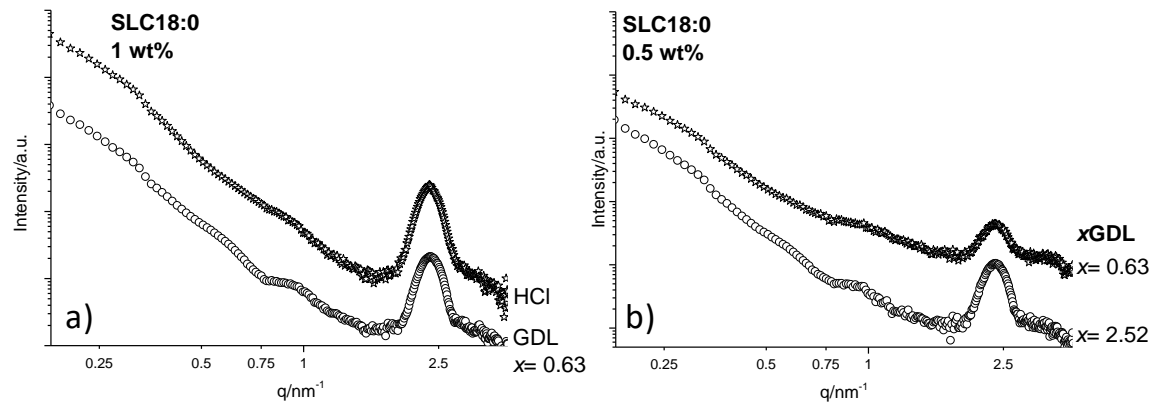 SLC18:0
1 wt%
Intensity/a.u.
a)
HCl
GDL
x= 0.63
0.25
0.5
0.75
1
2.5
q/nm-1
SLC18:0
0.5 wt%
Intensity/a.u.
b)
xGDL
x= 0.63
x= 2.52
0.25
0.5
0.75
1
2.5
q/nm-1